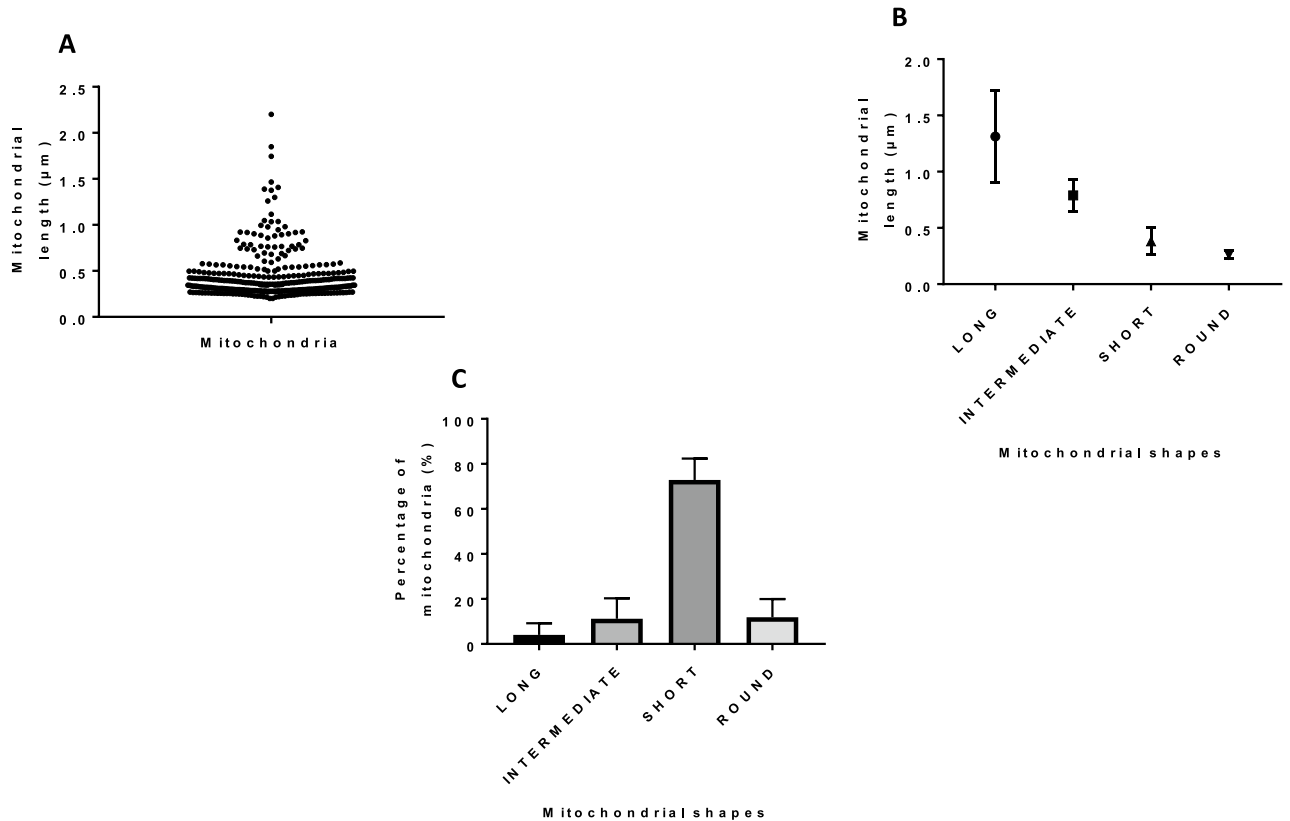 A
Mitochondrial
length (µm)
2.5
2.0
1.5
1.0
0.5
0.0
Mitochondria
B
Mitochondrial
length (µm)
2.0
1.5
1.0
0.5
0.0
LONG
INTERMEDIATE
SHORT
ROUND
Mitochondrial shapes
C
Percentage of
mitochondria (%)
100
80
60
40
20
0
LONG
INTERMEDIATE
SHORT
ROUND
Mitochondrial shapes